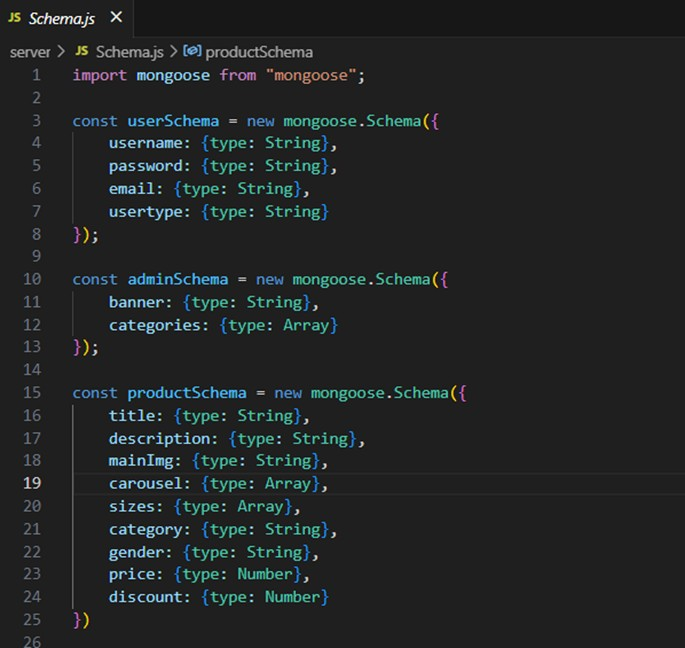 JS Schema.js ×
server > JS Schema.js > productSchema
1 import mongoose from "mongoose";
2
3 const userSchema = new mongoose.Schema({
4     username: {type: String},
5     password: {type: String},
6     email: {type: String},
7     usertype: {type: String}
8 });
9
10 const adminSchema = new mongoose.Schema({
11     banner: {type: String},
12     categories: {type: Array}
13 });
14
15 const productSchema = new mongoose.Schema({
16     title: {type: String},
17     description: {type: String},
18     mainImg: {type: String},
19     carousel: {type: Array},
20     sizes: {type: Array},
21     category: {type: String},
22     gender: {type: String},
23     price: {type: Number},
24     discount: {type: Number}
25 })
26